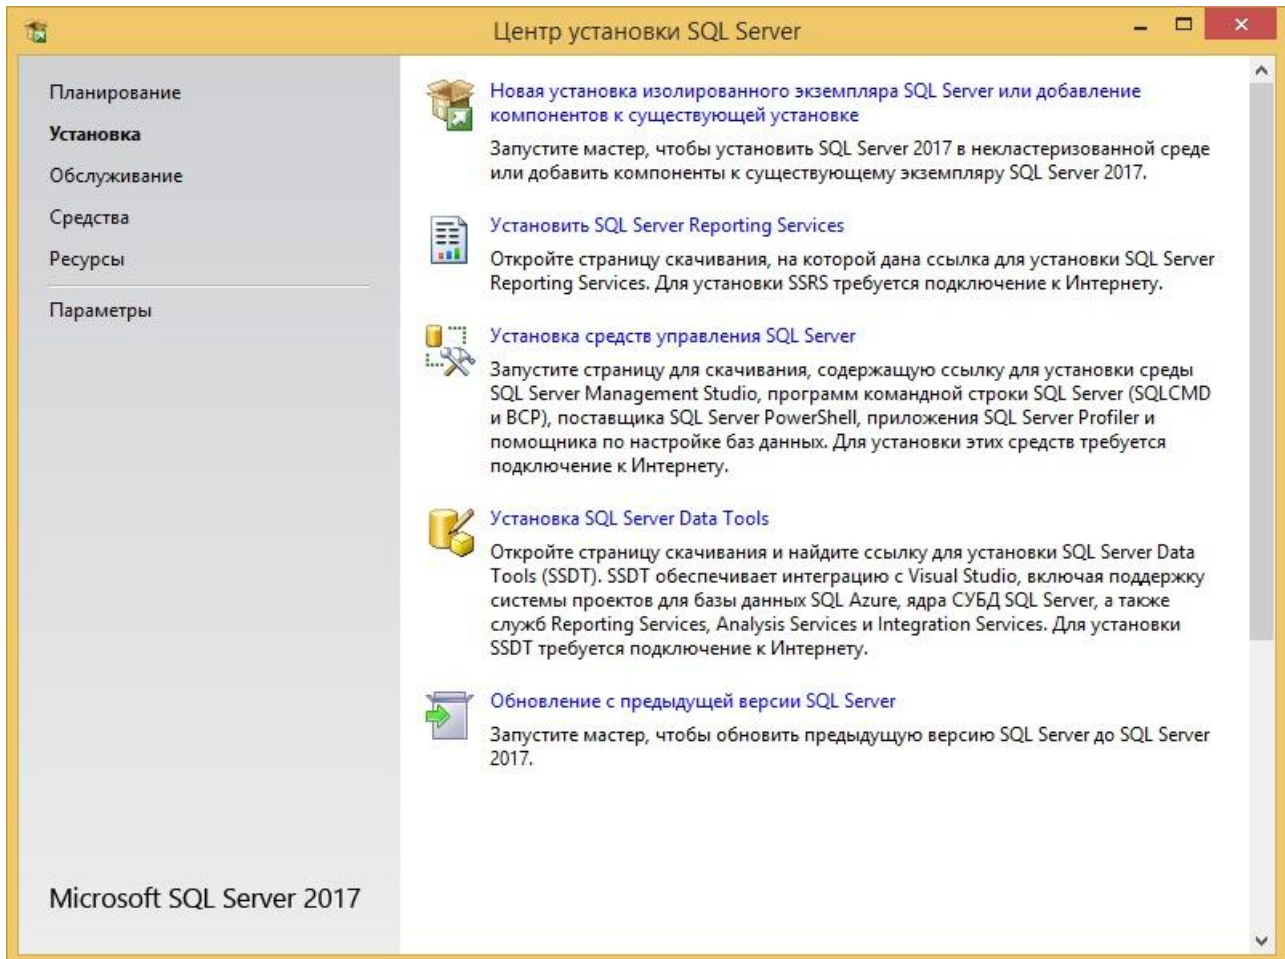 Центр установки SQL Server
Планирование
Установка
Обслуживание
Средства
Ресурсы
Параметры
Microsoft SQL Server 2017
Новая установка изолированного экземпляра SQL Server или добавление
компонентов к существующей установке
Запустите мастер, чтобы установить SQL Server 2017 в некластеризованной среде
или добавить компоненты к существующему экземпляру SQL Server 2017.
Установить SQL Server Reporting Services
Откройте страницу скачивания, на которой дана ссылка для установки SQL Server
Reporting Services. Для установки SSRS требуется подключение к Интернету.
Установка средств управления SQL Server
Запустите страницу для скачивания, содержащую ссылку для установки среды
SQL Server Management Studio, программ командной строки SQL Server (SQLCMD
и BCP), поставщика SQL Server PowerShell, приложения SQL Server Profiler и
помощника по настройке баз данных. Для установки этих средств требуется
подключение к Интернету.
Установка SQL Server Data Tools
Откройте страницу скачивания и найдите ссылку для установки SQL Server Data
Tools (SSDT). SSDT обеспечивает интеграцию с Visual Studio, включая поддержку
системы проектов для базы данных SQL Azure, ядра СУБД SQL Server, а также
служб Reporting Services, Analysis Services и Integration Services. Для установки
SSDT требуется подключение к Интернету.
Обновление с предыдущей версии SQL Server
Запустите мастер, чтобы обновить предыдущую версию SQL Server до SQL Server
2017.